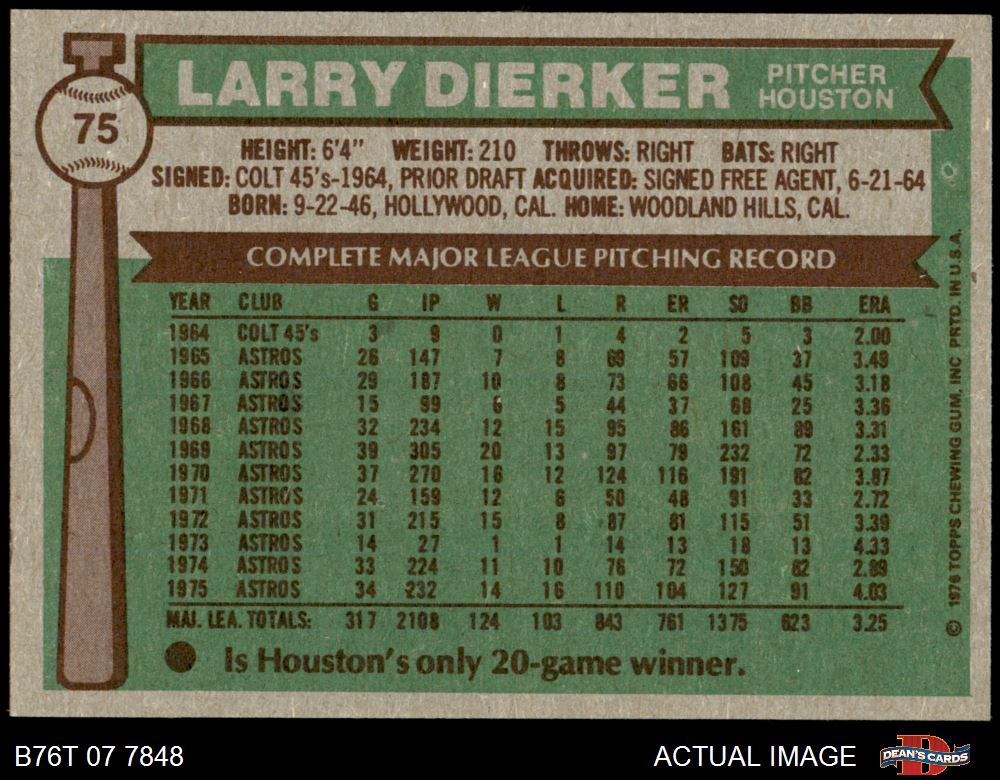 75
LARRY DIERKER PITCHER HOUSTON
HEIGHT: 6'4" WEIGHT: 210 THROWS: RIGHT BATS: RIGHT
SIGNED: COLT 45's-1964, PRIOR DRAFT ACQUIRED: SIGNED FREE AGENT, 6-21-64
BORN: 9-22-46, HOLLYWOOD, CAL. HOME: WOODLAND HILLS, CAL.
COMPLETE MAJOR LEAGUE PITCHING RECORD
YEAR CLUB G IP W L R ER SO BB ERA
1964 COLT 45's 3 9 0 1 4 2 5 3 2.00
1965 ASTROS 26 147 7 8 69 57 109 37 3.49
1966 ASTROS 29 187 10 8 73 66 108 45 3.18
1967 ASTROS 15 99 6 5 44 37 68 25 3.36
1968 ASTROS 32 234 12 15 95 86 161 89 3.31
1969 ASTROS 39 305 20 13 97 79 232 72 2.33
1970 ASTROS 37 270 16 12 124 116 191 82 3.87
1971 ASTROS 24 159 12 6 50 48 91 33 2.72
1972 ASTROS 31 215 15 8 87 81 115 51 3.39
1973 ASTROS 14 27 1 1 14 13 18 13 4.33
1974 ASTROS 33 224 11 10 76 72 150 82 2.89
1975 ASTROS 34 232 14 16 110 104 127 91 4.03
MAJ. LEA. TOTALS: 317 2108 124 103 843 761 1375 623 3.25
Is Houston's only 20-game winner.
© 1976 TOPPS CHEWING GUM, INC PRTD. IN U.S.A.
B76T 07 7848 ACTUAL IMAGE DEAN'S CARDS